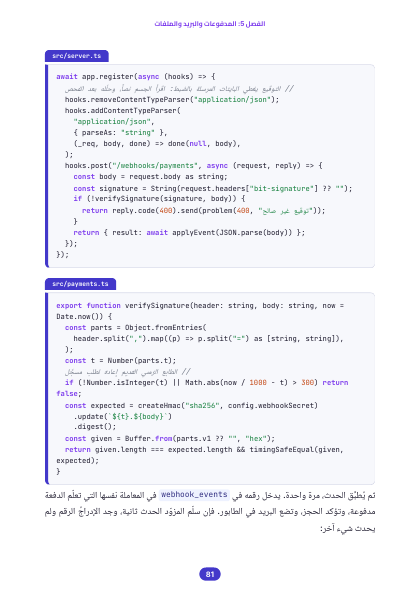 الفصل 5: المدفوعات والبريد والملفات
src/server.ts
await app.register(async (hooks) => {
// التوقيع يغطي البايتات المرسلة بالضبط: اقرأ الجسم نصاً، وحلّله بعد الفحص
hooks.removeContentTypeParser("application/json");
hooks.addContentTypeParser(
"application/json",
{ parseAs: "string" },
(_req, body, done) => done(null, body),
);
hooks.post("/webhooks/payments", async (request, reply) => {
const body = request.body as string;
const signature = String(request.headers["bit-signature"] ?? "");
if (!verifySignature(signature, body)) {
return reply.code(400).send(problem(400, "توقيع غير صالح"));
}
return { result: await applyEvent(JSON.parse(body)) };
});
});
src/payments.ts
export function verifySignature(header: string, body: string, now =
Date.now()) {
const parts = Object.fromEntries(
header.split(",").map((p) => p.split("=") as [string, string]),
);
const t = Number(parts.t);
// الطابع الزمني القديم إعادة لطلب مسجّل
if (!Number.isInteger(t) || Math.abs(now / 1000 - t) > 300) return
false;
const expected = createHmac("sha256", config.webhookSecret)
.update(`${t}.${body}`)
.digest();
const given = Buffer.from(parts.v1 ?? "", "hex");
return given.length === expected.length && timingSafeEqual(given,
expected);
}
ثم يُطبَّق الحدث، مرة واحدة. يدخل رقمه في webhook_events في المعاملة نفسها التي تعلّم الدفعة
مدفوعة، وتؤكد الحجز، وتضع البريد في الطابور. فإن سلّم المزوّد الحدث ثانية، وجد الإدراجُ الرقم ولم
يحدث شيء آخر:
81